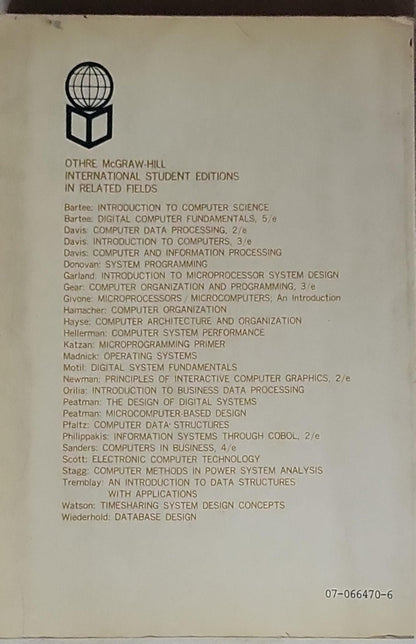 OTHRE McGRAW-HILL
INTERNATIONAL STUDENT EDITIONS
IN RELATED FIELDS
Bartee: INTRODUCTION TO COMPUTER SCIENCE
Bartee: DIGITAL COMPUTER FUNDAMENTALS, 5/e
Davis: COMPUTER DATA PROCESSING, 2/e
Davis: INTRODUCTION TO COMPUTERS, 3/e
Davis: COMPUTER AND INFORMATION PROCESSING
Donovan: SYSTEM PROGRAMMING
Garland: INTRODUCTION TO MICROPROCESSOR SYSTEM DESIGN
Gear: COMPUTER ORGANIZATION AND PROGRAMMING, 3/e
Givone: MICROPROCESSORS / MICROCOMPUTERS; An Introduction
Hamacher: COMPUTER ORGANIZATION
Hayse: COMPUTER ARCHITECTURE AND ORGANIZATION
Hellerman: COMPUTER SYSTEM PERFORMANCE
Katzan: MICROPROGRAMMING PRIMER
Madnick: OPERATING SYSTEMS
Motil: DIGITAL SYSTEM FUNDAMENTALS
Newman: PRINCIPLES OF INTERACTIVE COMPUTER GRAPHICS, 2/e
Orilia: INTRODUCTION TO BUSINESS DATA PROCESSING
Peatman: THE DESIGN OF DIGITAL SYSTEMS
Peatman: MICROCOMPUTER-BASED DESIGN
Pfaltz: COMPUTER DATA STRUCTURES
Philippakis: INFORMATION SYSTEMS THROUGH COBOL, 2/e
Sanders: COMPUTERS IN BUSINESS, 4/e
Scott: ELECTRONIC COMPUTER TECHNOLOGY
Stagg: COMPUTER METHODS IN POWER SYSTEM ANALYSIS
Tremblay: AN INTRODUCTION TO DATA STRUCTURES
WITH APPLICATIONS
Watson: TIMESHARING SYSTEM DESIGN CONCEPTS
Wiederhold: DATABASE DESIGN
07-066470-6